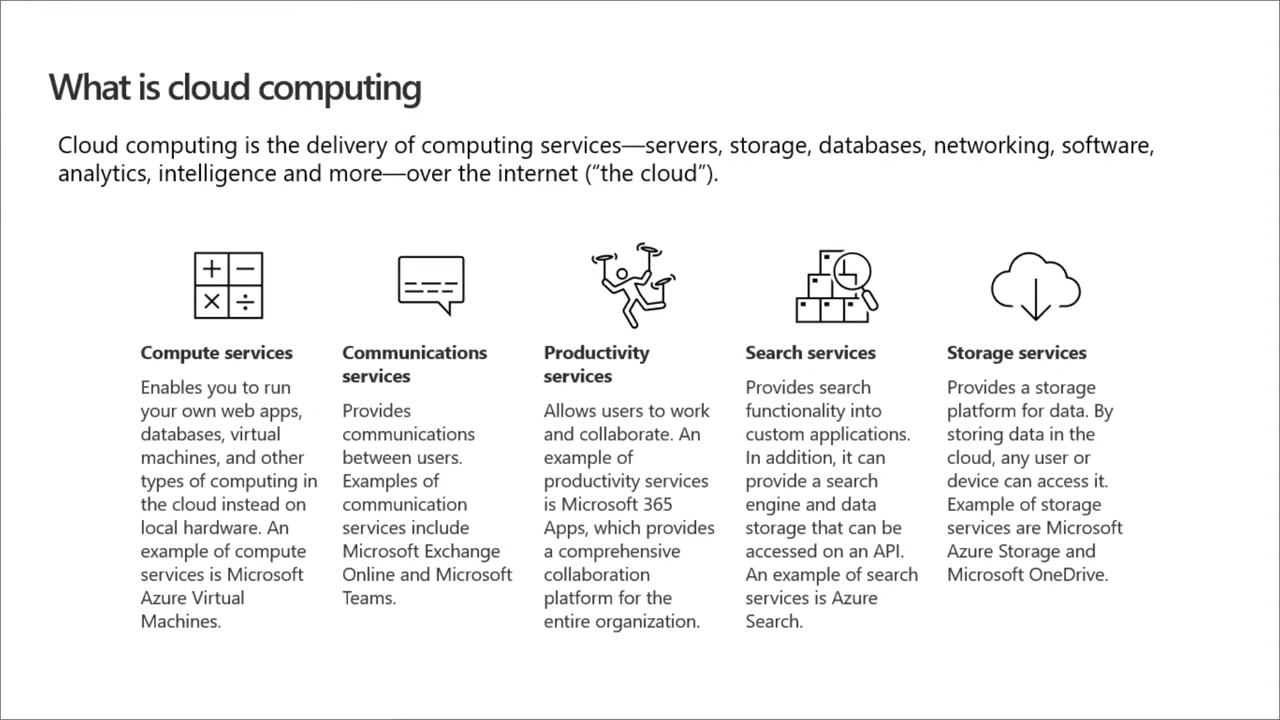 What is cloud computing
Cloud computing is the delivery of computing services—servers, storage, databases, networking, software,
analytics, intelligence and more—over the internet (“the cloud”).
Compute services
Enables you to run
your own web apps,
databases, virtual
machines, and other
types of computing in
the cloud instead on
local hardware. An
example of compute
services is Microsoft
Azure Virtual
Machines.
Communications
services
Provides
communications
between users.
Examples of
communication
services include
Microsoft Exchange
Online and Microsoft
Teams.
Productivity
services
Allows users to work
and collaborate. An
example of
productivity services
is Microsoft 365
Apps, which provides
a comprehensive
collaboration
platform for the
entire organization.
Search services
Provides search
functionality into
custom applications.
In addition, it can
provide a search
engine and data
storage that can be
accessed on an API.
An example of search
services is Azure
Search.
Storage services
Provides a storage
platform for data. By
storing data in the
cloud, any user or
device can access it.
Example of storage
services are Microsoft
Azure Storage and
Microsoft OneDrive.